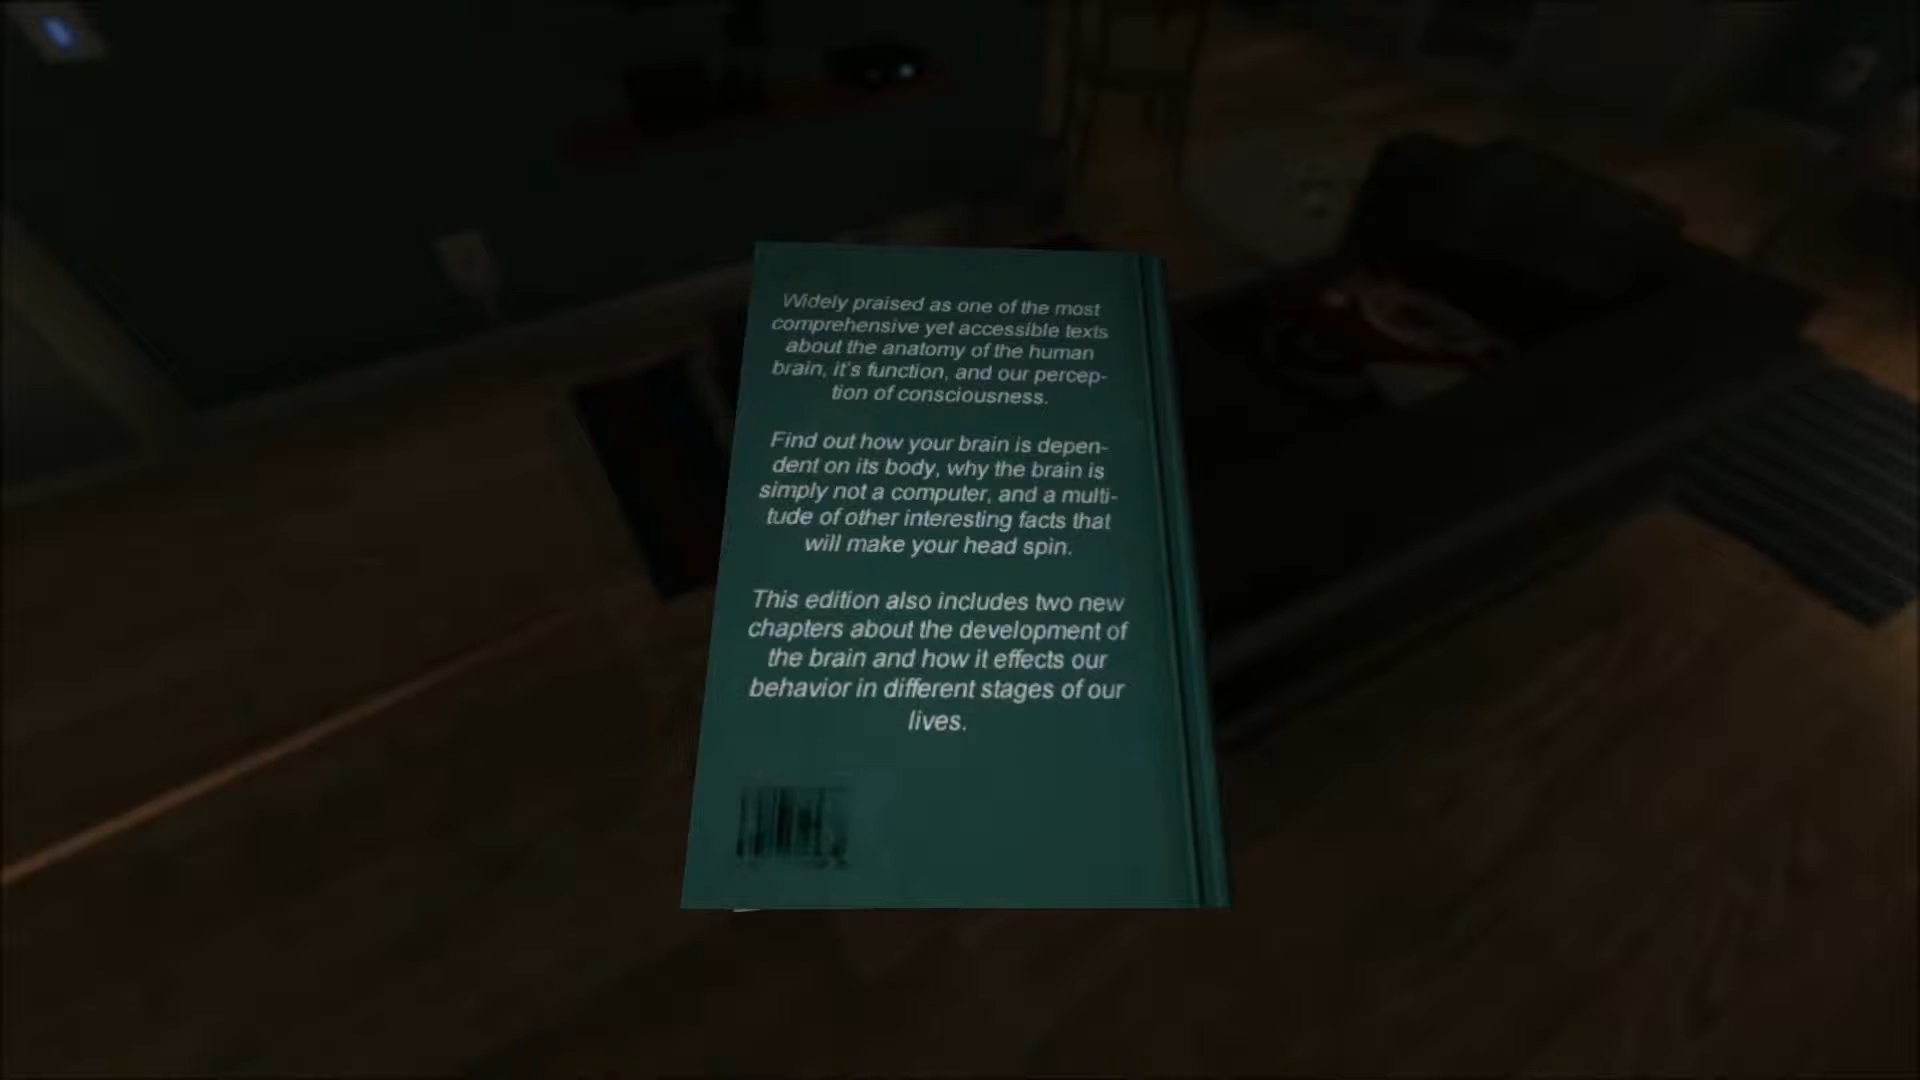 Widely praised as one of the most
comprehensive yet accessible texts
about the anatomy of the human
brain, it's function, and our percep-
tion of consciousness.
Find out how your brain is depen-
dent on its body, why the brain is
simply not a computer, and a multi-
tude of other interesting facts that
will make your head spin.
This edition also includes two new
chapters about the development of
the brain and how it effects our
behavior in different stages of our
lives.